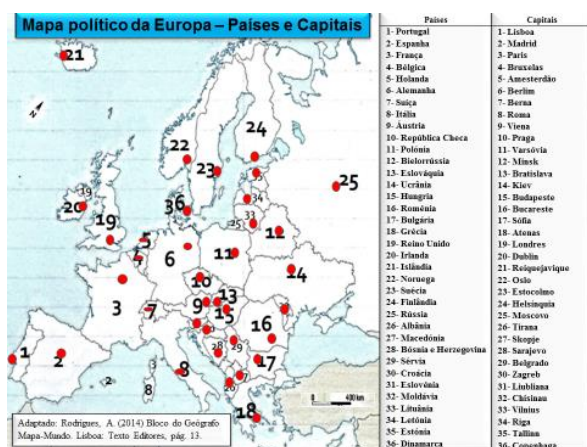 Mapa político da Europa – Países e Capitais
21
22
24
23
25
36
35
34
33
25
19
20
19
5
4
6
11
12
14
10
3
7
9
13
15
16
28
29
17
1
2
3
2
8
8
18
0 400 km
Adaptado: Rodrigues, A. (2014) Bloco do Geógrafo
Mapa-Mundo. Lisboa: Texto Editores, pág. 13.
Países
1- Portugal
2- Espanha
3- França
4- Bélgica
5- Holanda
6- Alemanha
7- Suíça
8- Itália
9- Áustria
10- República Checa
11- Polónia
12- Bielorrússia
13- Eslováquia
14- Ucrânia
15- Hungria
16- Roménia
17- Bulgária
18- Grécia
19- Reino Unido
20- Irlanda
21- Islândia
22- Noruega
23- Suécia
24- Finlândia
25- Rússia
26- Albânia
27- Macedónia
28- Bósnia e Herzegovina
29- Sérvia
30- Croácia
31- Eslovénia
32- Moldávia
33- Lituânia
34- Letónia
35- Estónia
36- Dinamarca
Capitais
1- Lisboa
2- Madrid
3- Paris
4- Bruxelas
5- Amesterdão
6- Berlim
7- Berna
8- Roma
9- Viena
10- Praga
11- Varsóvia
12- Minsk
13- Bratislava
14- Kiev
15- Budapeste
16- Bucareste
17- Sófia
18- Atenas
19- Londres
20- Dublin
21- Reiquejavique
22- Oslo
23- Estocolmo
24- Helsínquia
25- Moscovo
26- Tirana
27- Skopje
28- Sarajevo
29- Belgrado
30- Zagreb
31- Liubliana
32- Chisinau
33- Vilnius
34- Riga
35- Tallinn
36- Copenhaga